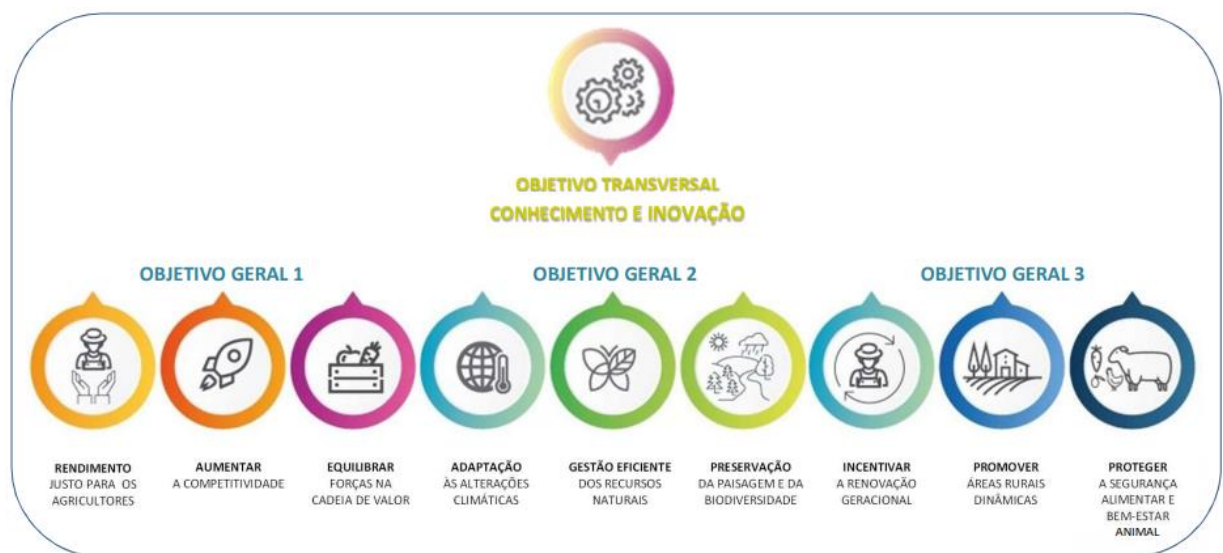 OBJETIVO TRANSVERSAL
CONHECIMENTO E INOVAÇÃO
OBJETIVO GERAL 1
OBJETIVO GERAL 2
OBJETIVO GERAL 3
RENDIMENTO
JUSTO PARA OS
AGRICULTORES
AUMENTAR
A COMPETITIVIDADE
EQUILIBRAR
FORÇAS NA
CADEIA DE VALOR
ADAPTAÇÃO
ÀS ALTERAÇÕES
CLIMÁTICAS
GESTÃO EFICIENTE
DOS RECURSOS
NATURAIS
PRESERVAÇÃO
DA PAISAGEM E DA
BIODIVERSIDADE
INCENTIVAR
A RENOVAÇÃO
GERACIONAL
PROMOVER
ÁREAS RURAIS
DINÂMICAS
PROTEGER
A SEGURANÇA
ALIMENTAR E
BEM-ESTAR
ANIMAL